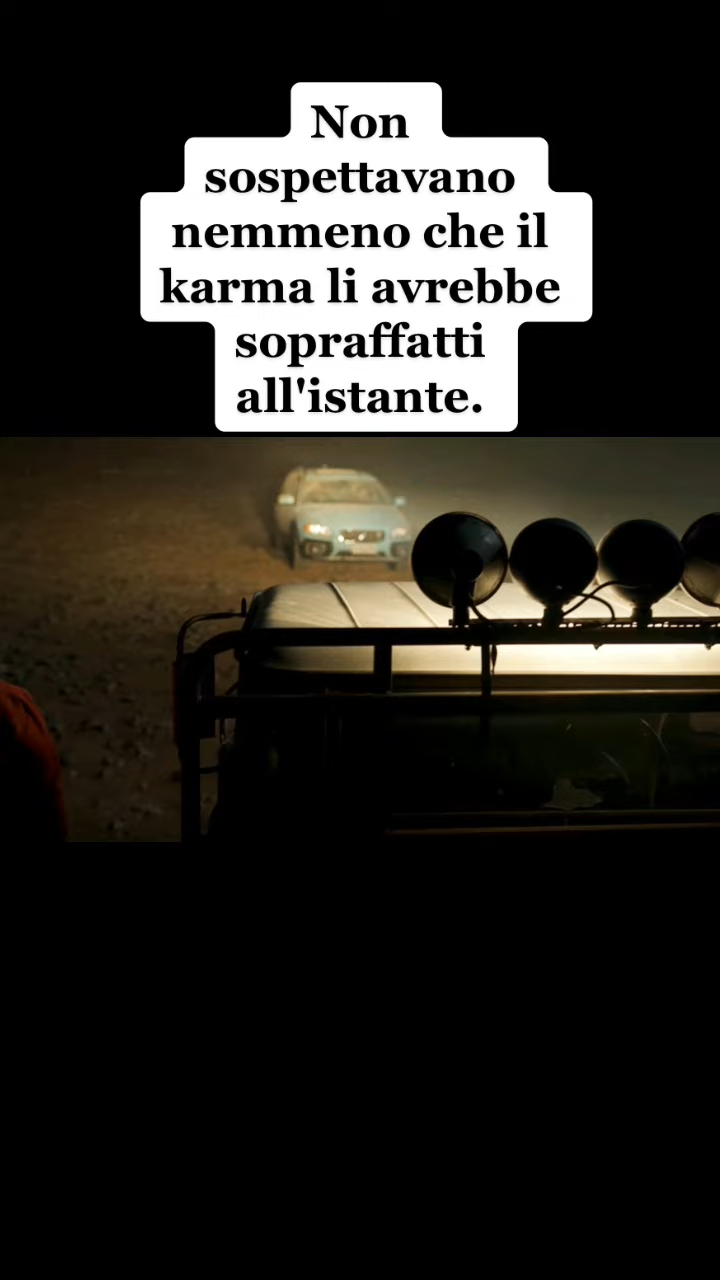 Non
sospettavano
nemmeno che il
karma li avrebbe
sopraffatti
all'istante.